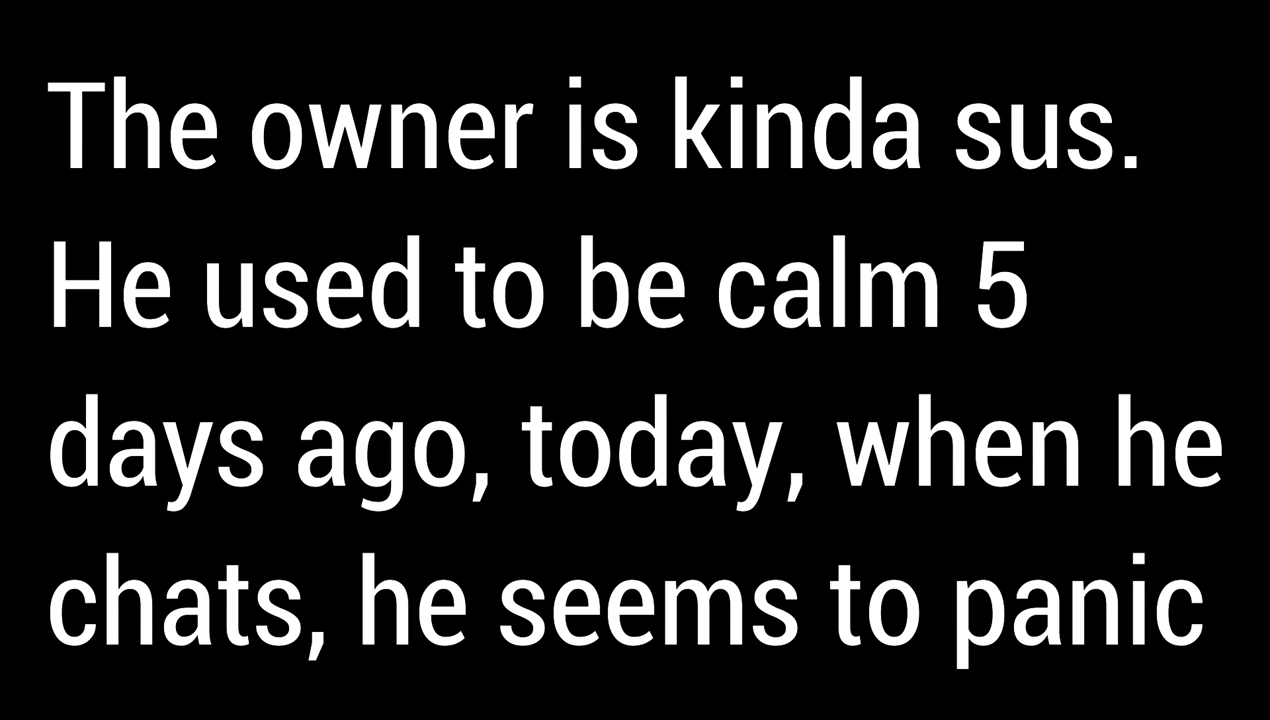 The owner is kinda sus.
He used to be calm 5
days ago, today, when he
chats, he seems to panic